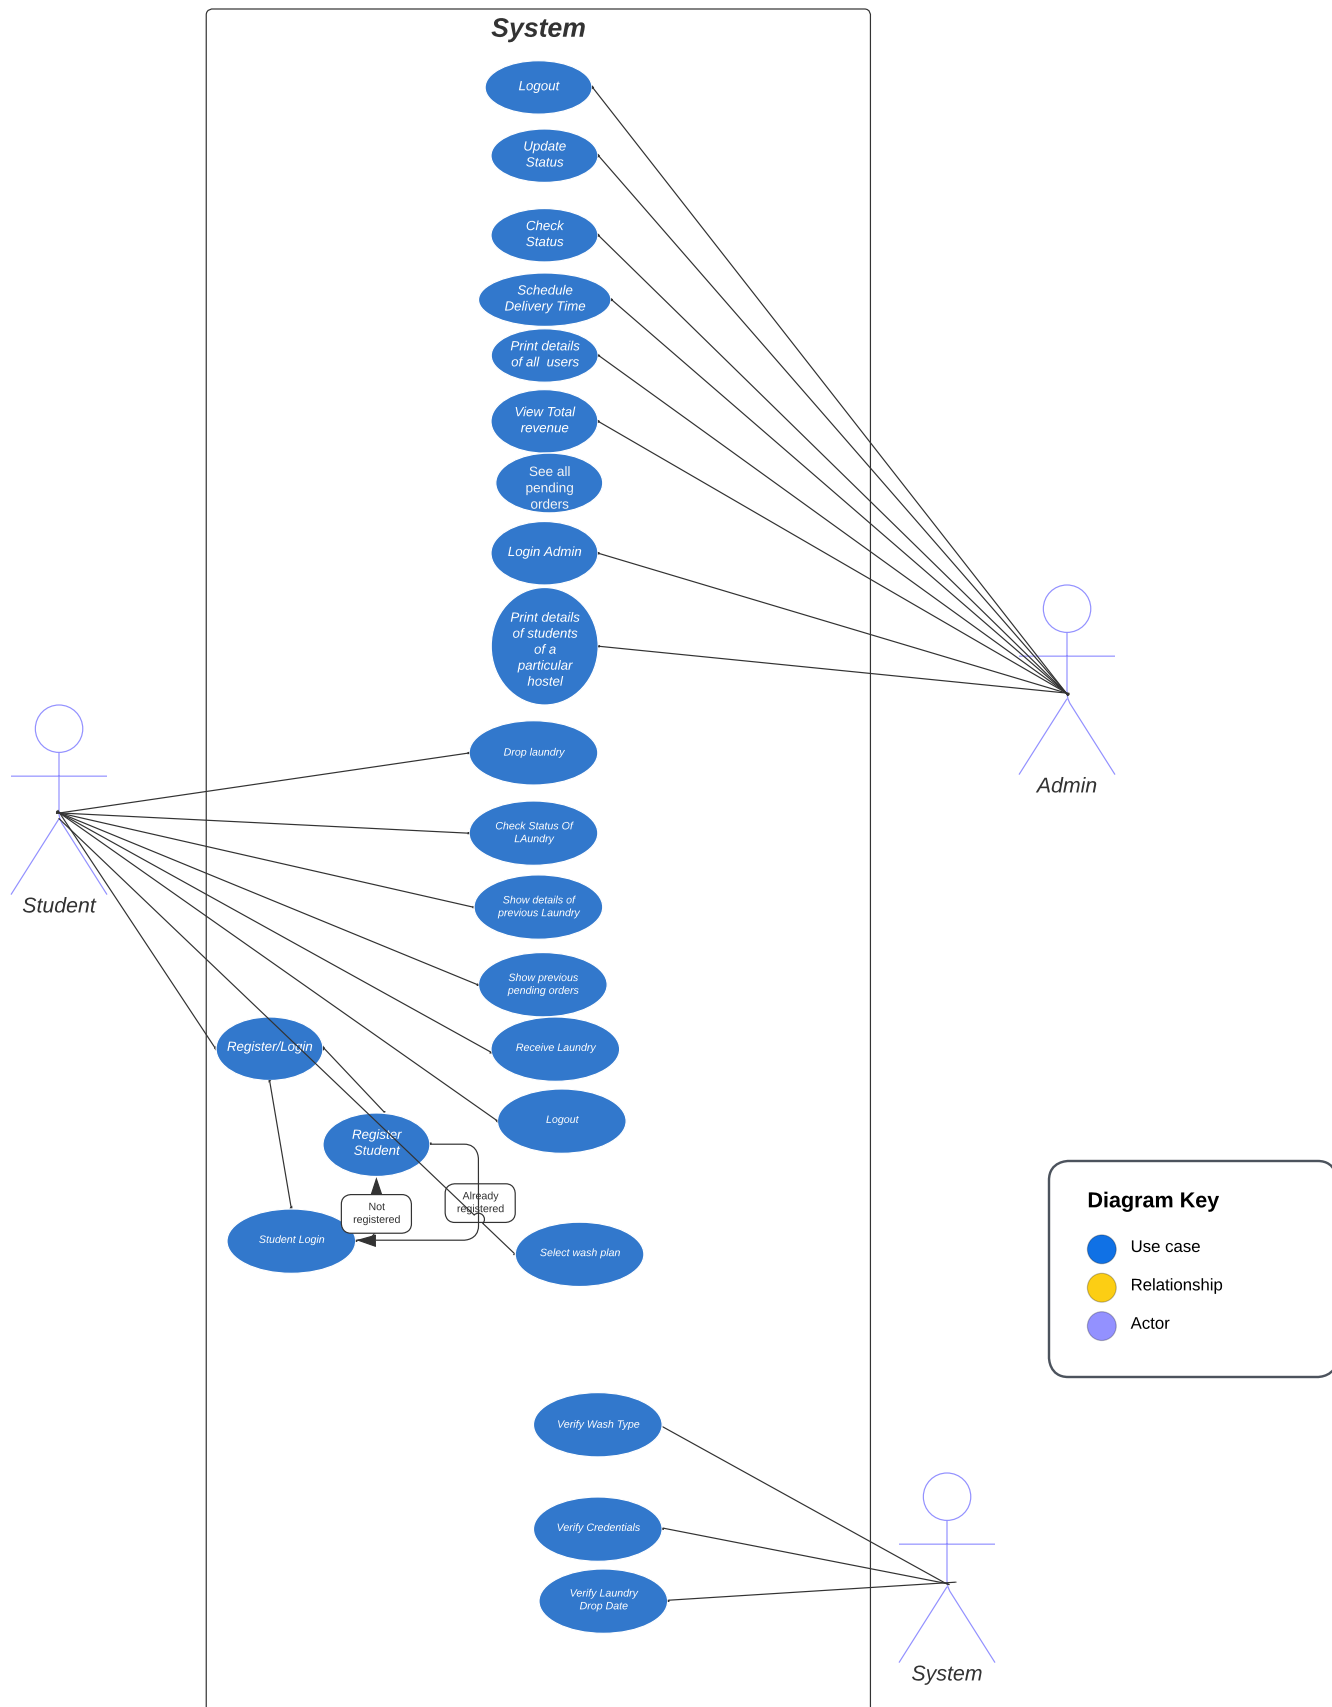 System
Logout
Update
Status
Check
Status
Schedule
Delivery Time
Print details
of all  users
View Total
revenue
See all
pending
orders
Login Admin
Print details
of students
of a
particular
hostel
Admin
Drop laundry
Check Status Of
LAundry
Student
Show details of
previous Laundry
Show previous
pending orders
Register/Login
Receive Laundry
Logout
Register
Student
Already
registered
Not
registered
Student Login
Select wash plan
Diagram Key
Use case
Relationship
Actor
Verify Wash Type
Verify Credentials
Verify Laundry
Drop Date
System